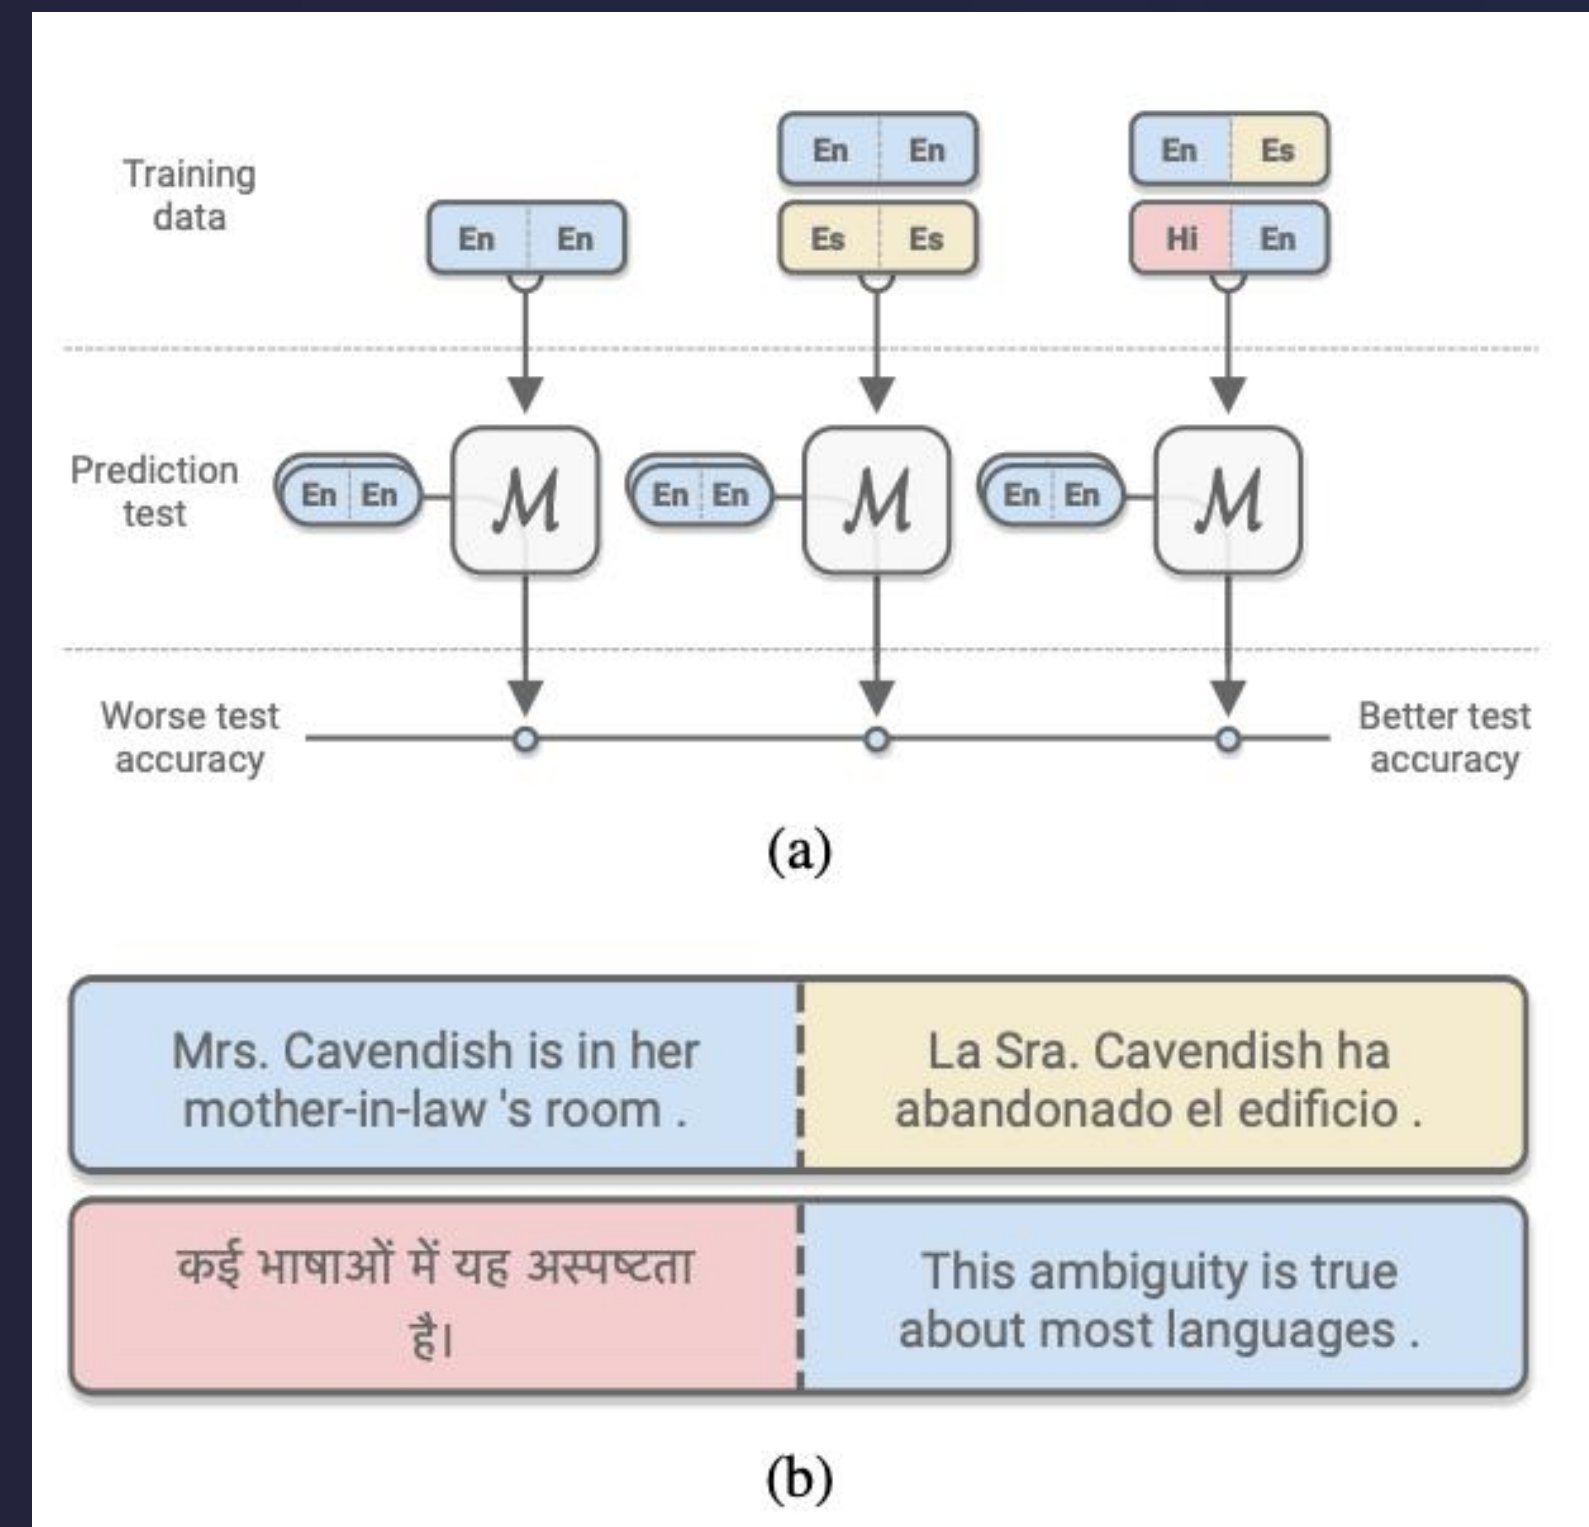 Training
data
En En
En En
Es Es
En Es
Hi En
Prediction
test
En En
M
En En
M
En En
M
Worse test
accuracy
Better test
accuracy
(a)
Mrs. Cavendish is in her
mother-in-law 's room .
La Sra. Cavendish ha
abandonado el edificio .
कई भाषाओं में यह अस्पष्टता
है।
This ambiguity is true
about most languages .
(b)